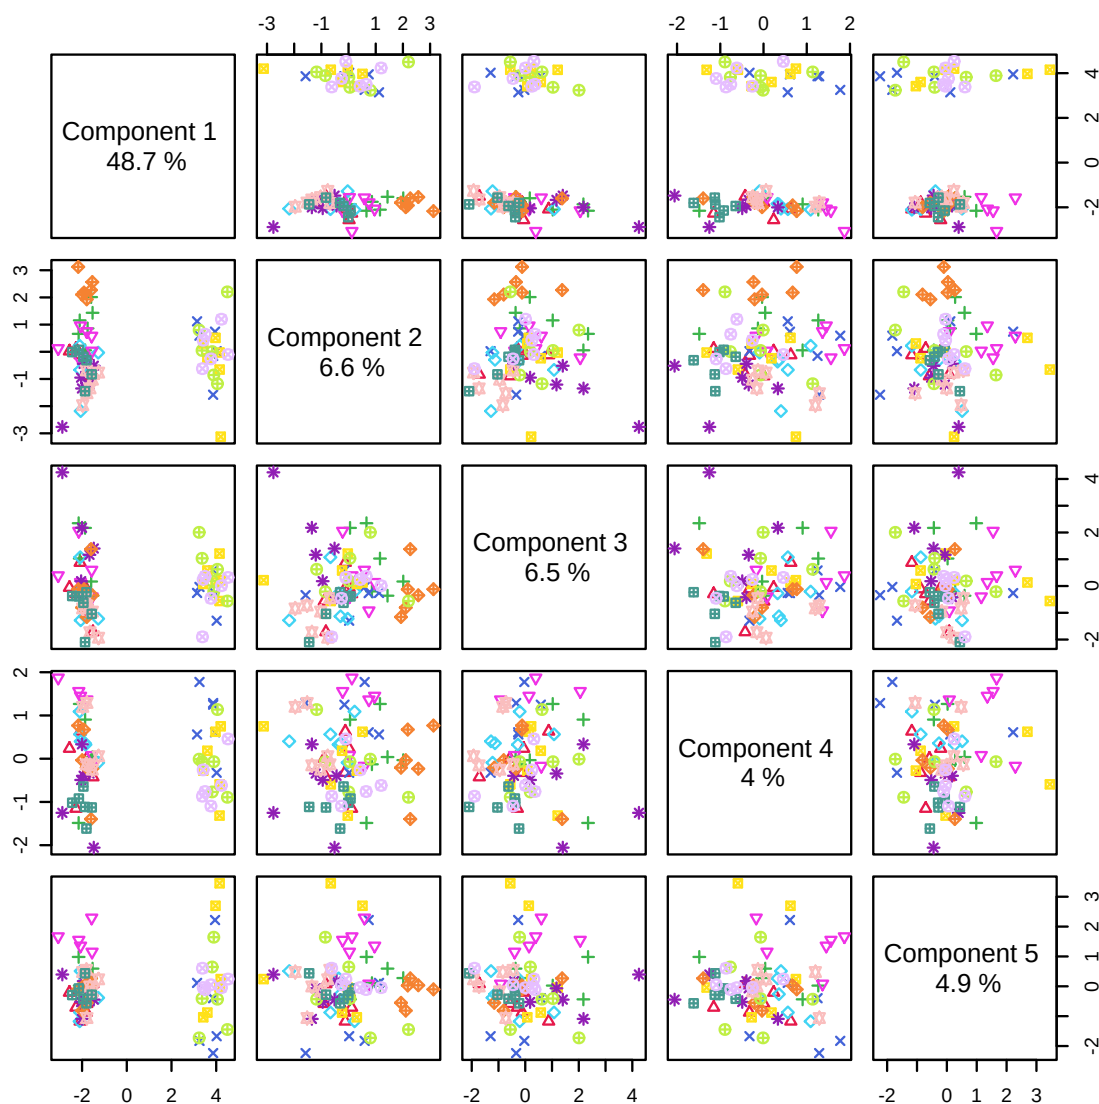 -3 -1 1 3 -2 -1 0 1 2
Component 1
48.7 %
-2 0 2 4
-3 -1 1 2 3
Component 2
6.6 %
Component 3
6.5 %
-2 0 2 4
-2 -1 0 1 2
Component 4
4 %
Component 5
4.9 %
-2 0 1 2 3
-2 0 2 4 -2 0 2 4 -2 0 1 2 3